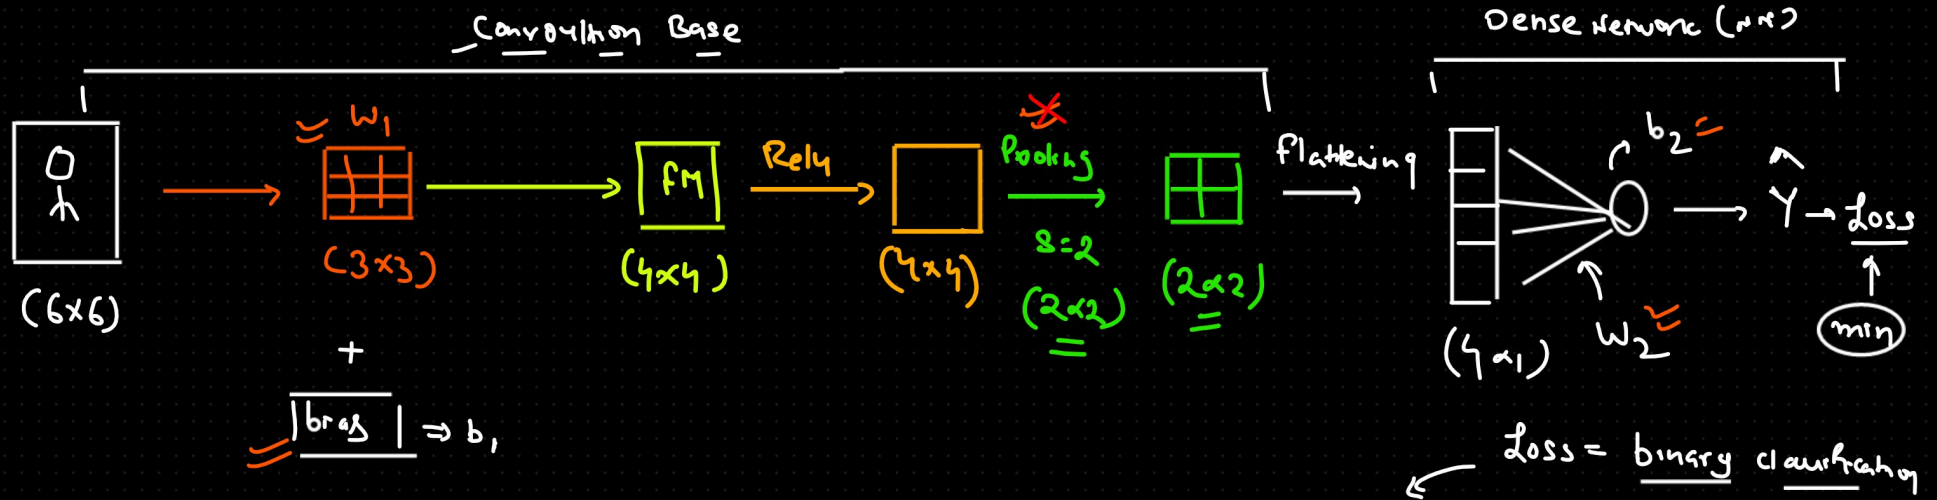 Convolution Base
Dense Network (NN)
W1
Relu
Pooling
Flattening
b2
FM
Y → Loss
(6x6)
(3x3)
(4x4)
(4x4)
S=2
(2x2)
(2x2)
(4x1)
W2
min
+
bias ⇒ b1
Loss = binary classification